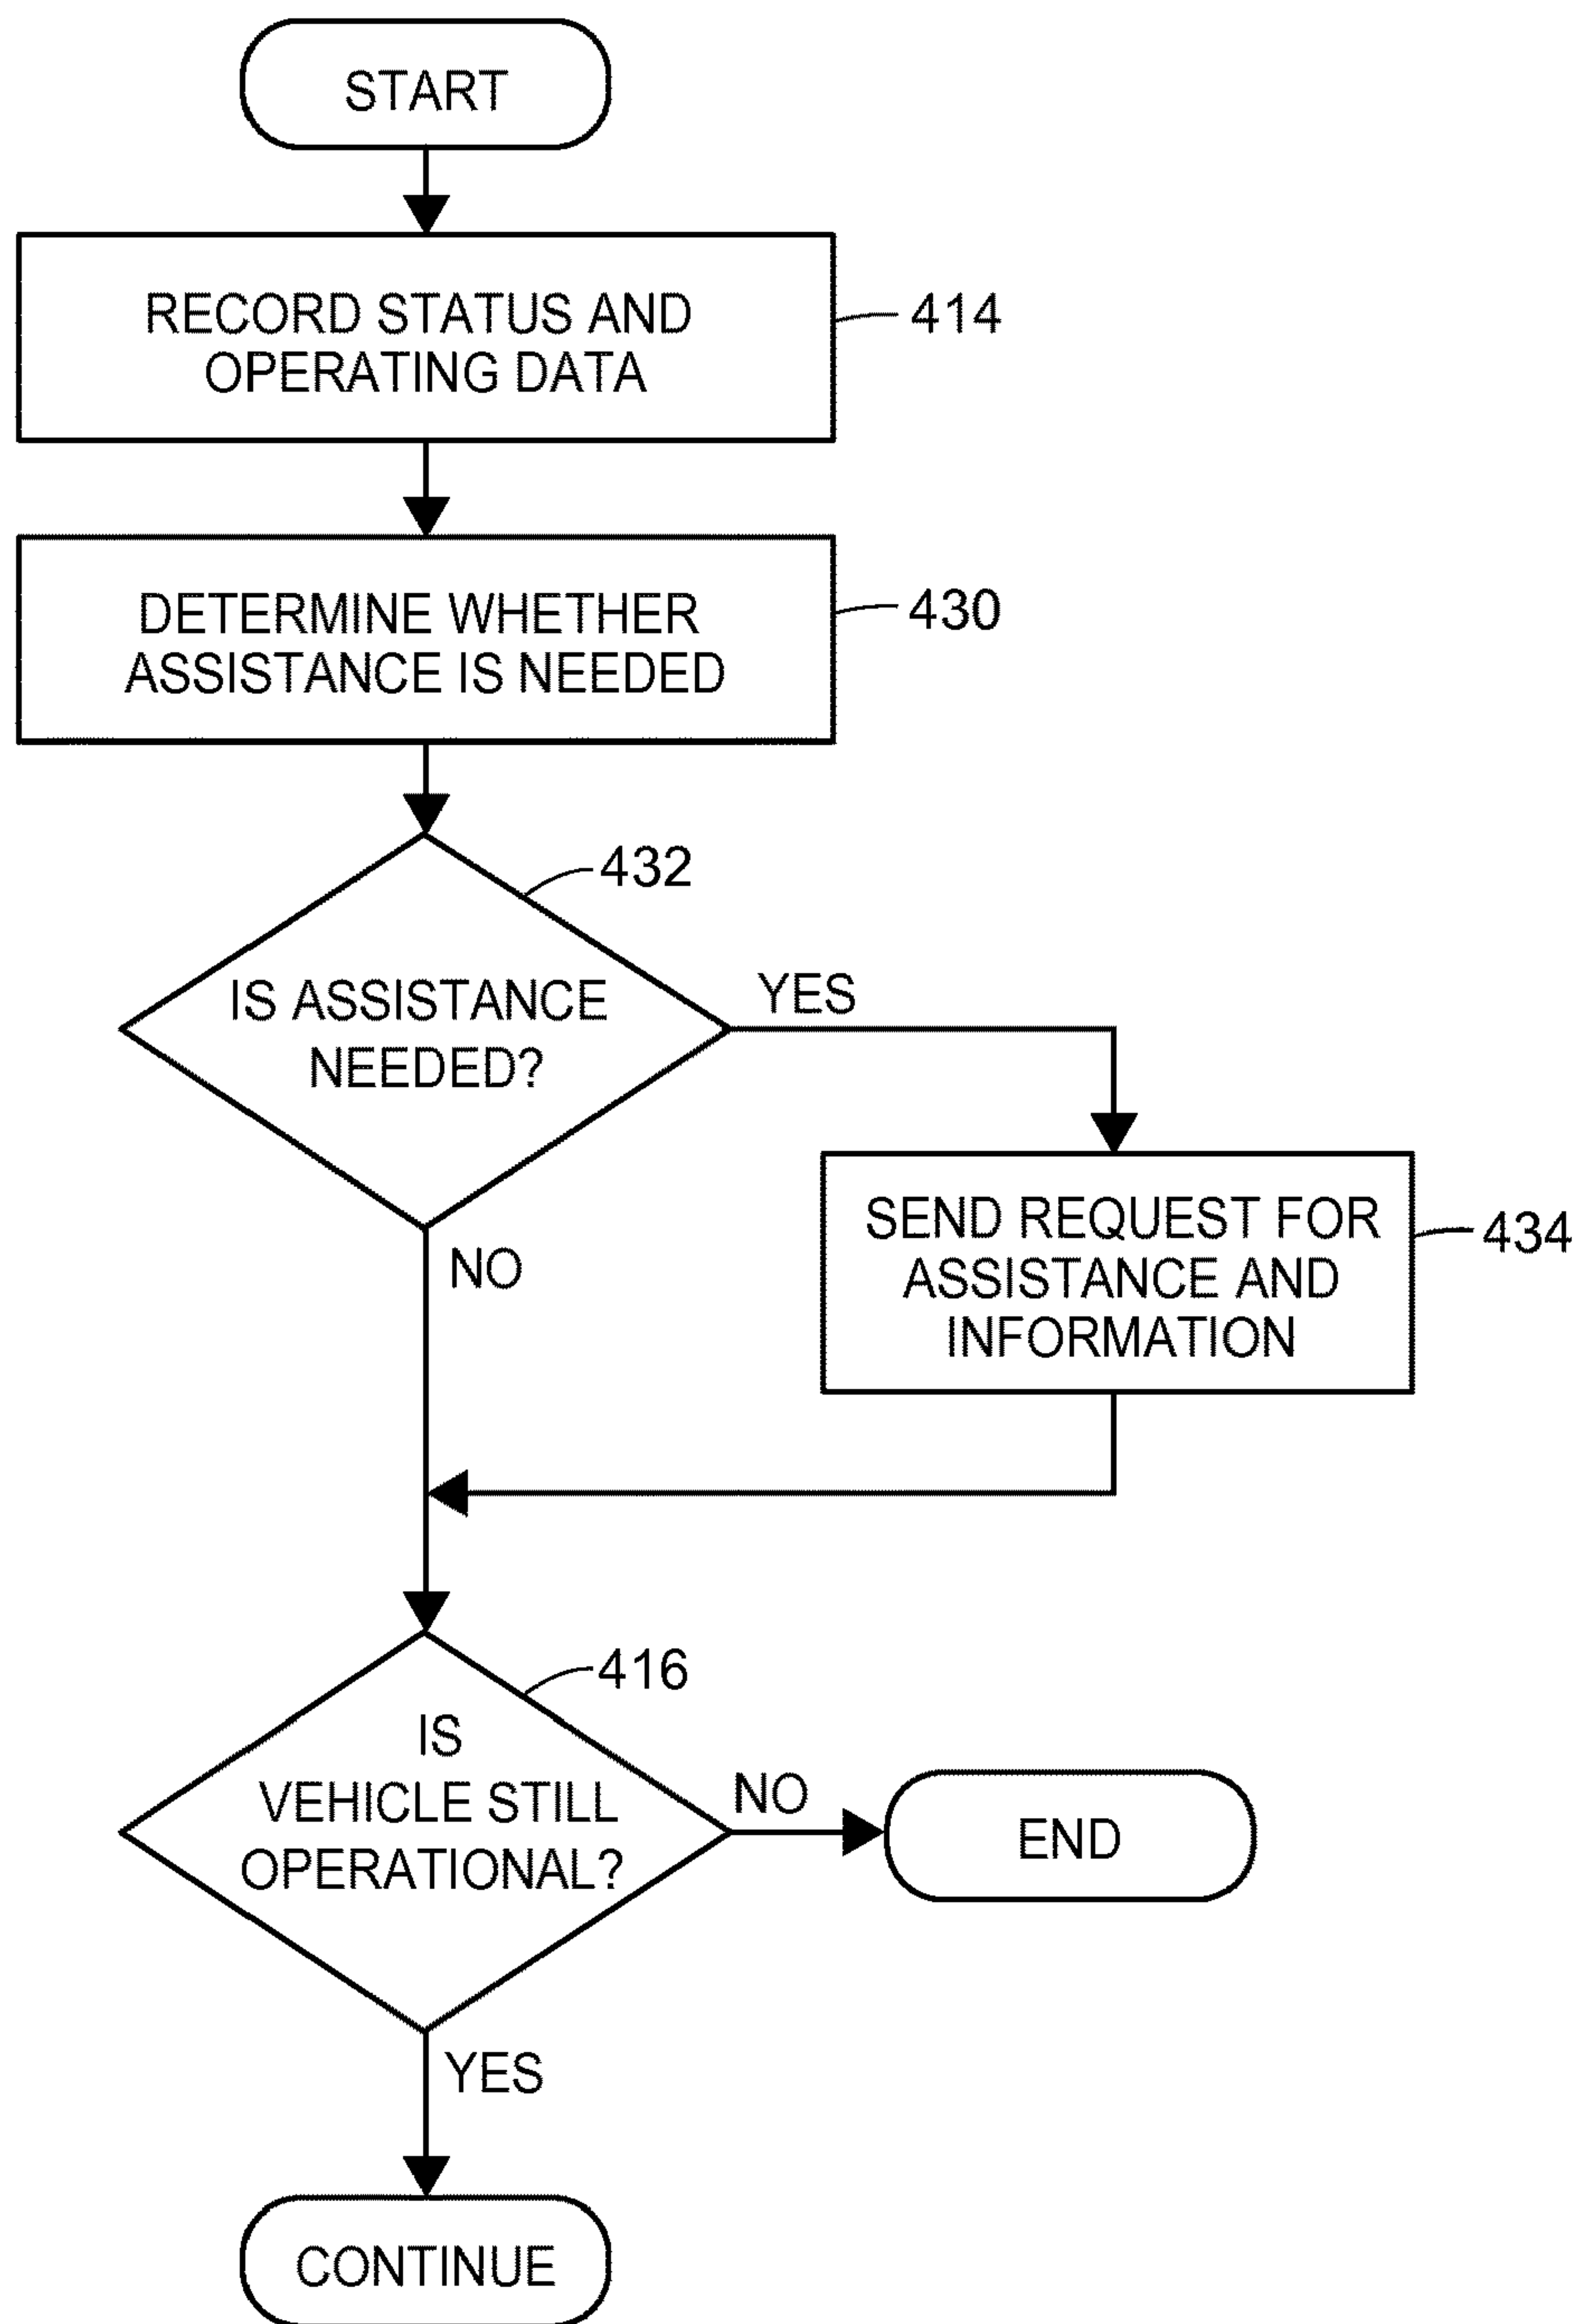 START
RECORD STATUS AND
OPERATING DATA
414
DETERMINE WHETHER
ASSISTANCE IS NEEDED
430
432
IS ASSISTANCE
NEEDED?
YES
NO
SEND REQUEST FOR
ASSISTANCE AND
INFORMATION
434
416
IS
VEHICLE STILL
OPERATIONAL?
NO
END
YES
CONTINUE